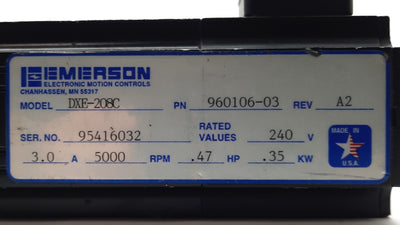 EMERSON
ELECTRONIC MOTION CONTROLS
CHANHASSEN, MN 55317
MODEL DXE-208C PN 960106-03 REV A2
SER. NO. 95416032 RATED VALUES 240 V
3.0 A 5000 RPM .47 HP .35 KW
MADE IN
U.S.A.